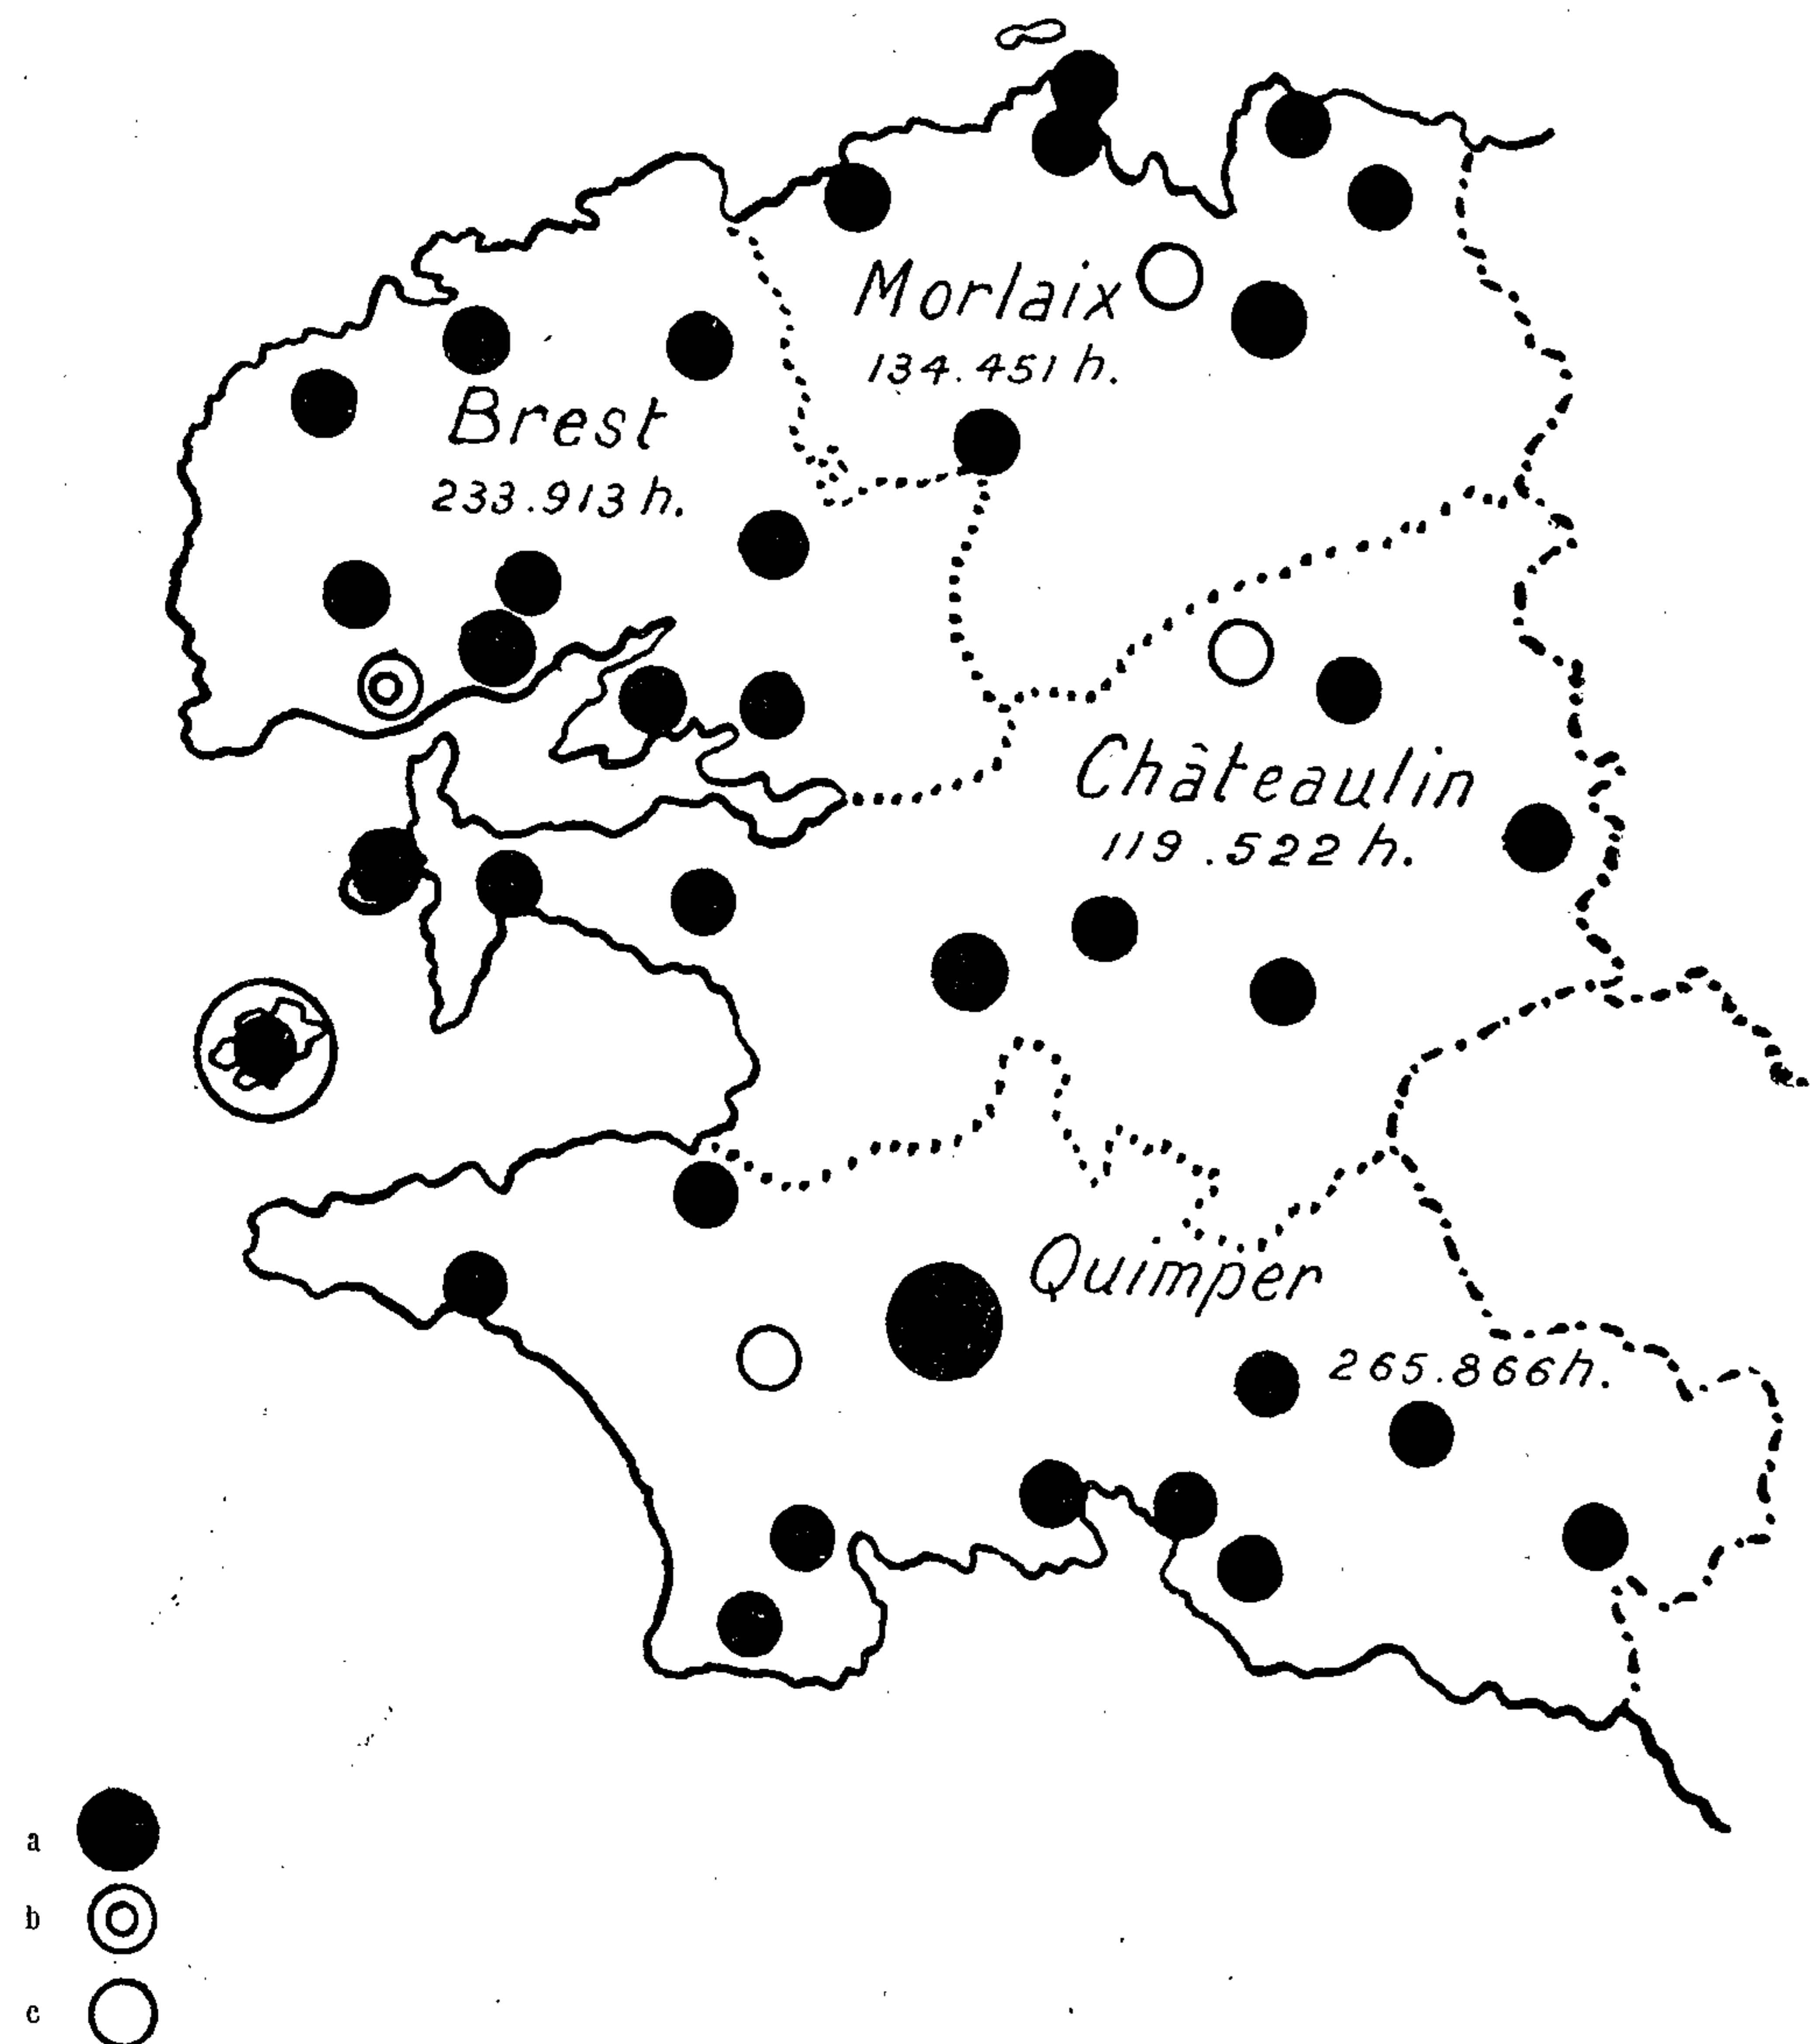 Morlaix
134.451 h.
Brest
233.913 h.
Châteaulin
119.522 h.
Quimper
265.866 h.
a
b
c